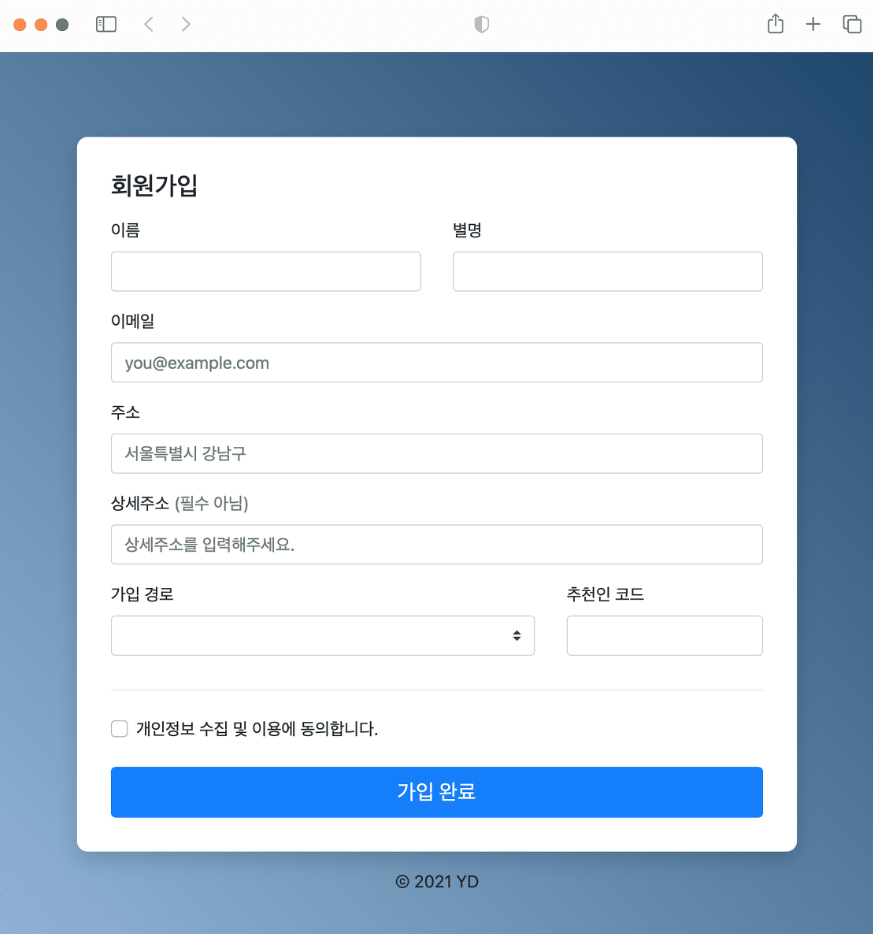 회원가입
이름 별명
이메일
you@example.com
주소
서울특별시 강남구
상세주소 (필수 아님)
상세주소를 입력해주세요.
가입 경로 추천인 코드
개인정보 수집 및 이용에 동의합니다.
가입 완료
© 2021 YD